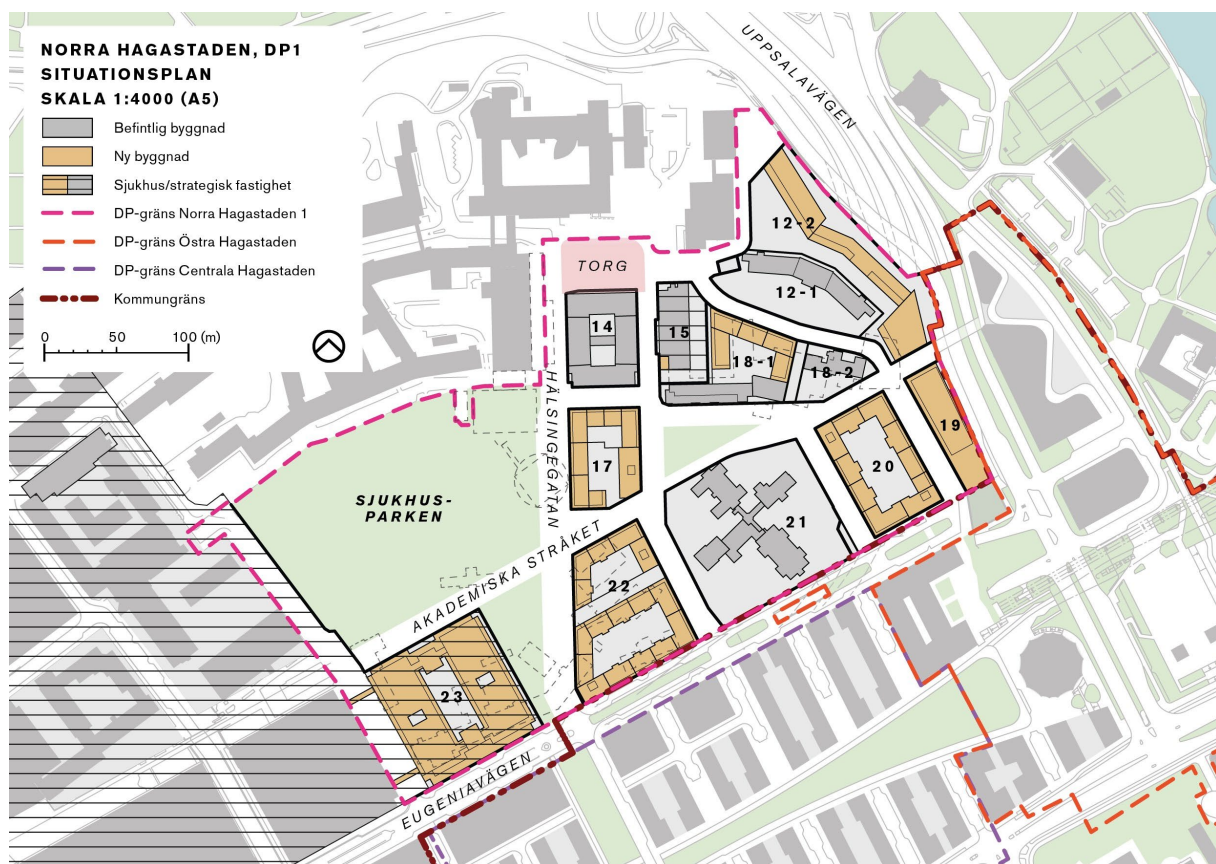 NORRA HAGASTADEN, DP1
SITUATIONSPLAN
SKALA 1:4000 (A5)
Befintlig byggnad
Ny byggnad
Sjukhus/strategisk fastighet
DP-gräns Norra Hagastaden 1
DP-gräns Östra Hagastaden
DP-gräns Centrala Hagastaden
Kommungräns
0 50 100 (m)
UPPSALAVÄGEN
12-2
TORG
12-1
14
15
18-1
18-2
HÄLSINGEGATAN
19
17
20
SJUKHUS-
PARKEN
21
AKADEMISKA STRÅKET
22
23
EUGENIAVÄGEN